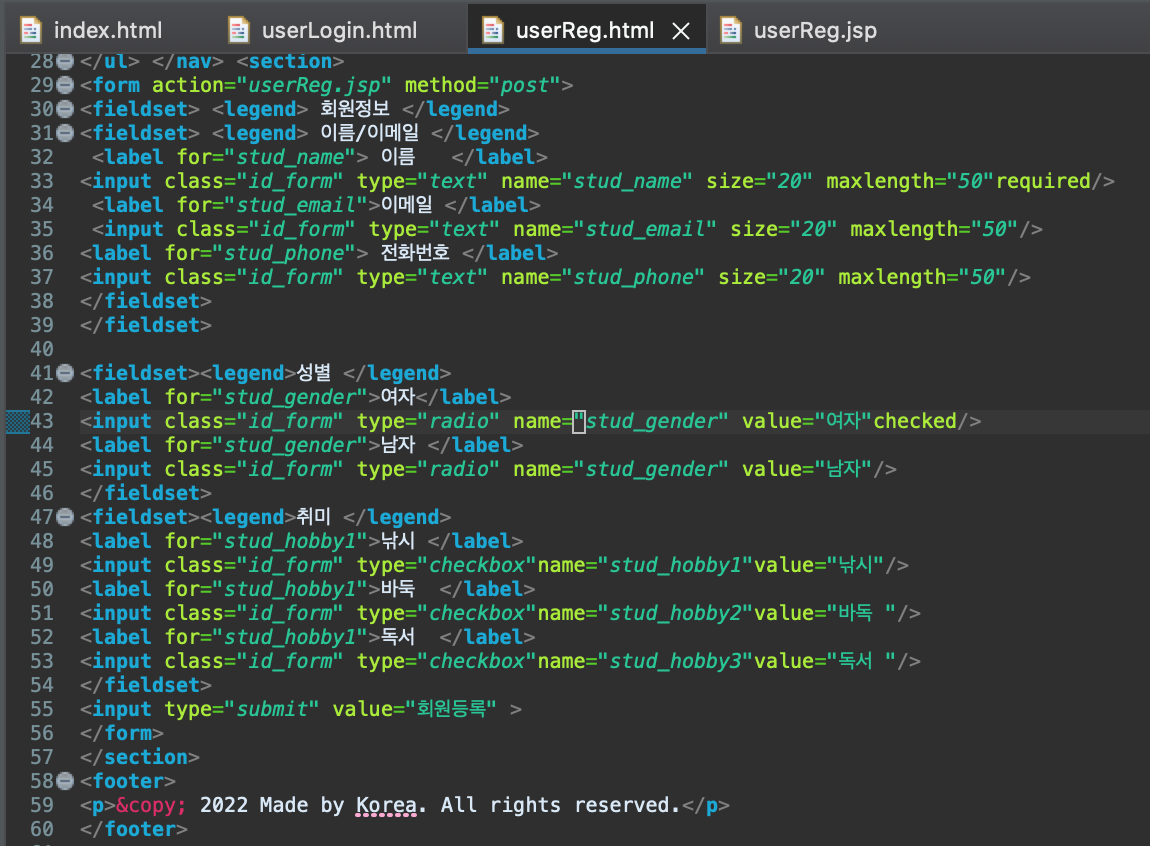 index.html userLogin.html userReg.html userReg.jsp
28 </ul> </nav> <section>
29 <form action="userReg.jsp" method="post">
30 <fieldset> <legend> 회원정보 </legend>
31 <fieldset> <legend> 이름/이메일 </legend>
32 <label for="stud_name"> 이름 </label>
33 <input class="id_form" type="text" name="stud_name" size="20" maxlength="50"required/>
34 <label for="stud_email">이메일 </label>
35 <input class="id_form" type="text" name="stud_email" size="20" maxlength="50"/>
36 <label for="stud_phone"> 전화번호 </label>
37 <input class="id_form" type="text" name="stud_phone" size="20" maxlength="50"/>
38 </fieldset>
39 </fieldset>
40
41 <fieldset><legend>성별 </legend>
42 <label for="stud_gender">여자</label>
43 <input class="id_form" type="radio" name="stud_gender" value="여자"checked/>
44 <label for="stud_gender">남자 </label>
45 <input class="id_form" type="radio" name="stud_gender" value="남자"/>
46 </fieldset>
47 <fieldset><legend>취미 </legend>
48 <label for="stud_hobby1">낚시 </label>
49 <input class="id_form" type="checkbox"name="stud_hobby1"value="낚시"/>
50 <label for="stud_hobby1">바둑 </label>
51 <input class="id_form" type="checkbox"name="stud_hobby2"value="바독 "/>
52 <label for="stud_hobby1">독서 </label>
53 <input class="id_form" type="checkbox"name="stud_hobby3"value="독서 "/>
54 </fieldset>
55 <input type="submit" value="회원등록" >
56 </form>
57 </section>
58 <footer>
59 <p>&copy; 2022 Made by Korea. All rights reserved.</p>
60 </footer>